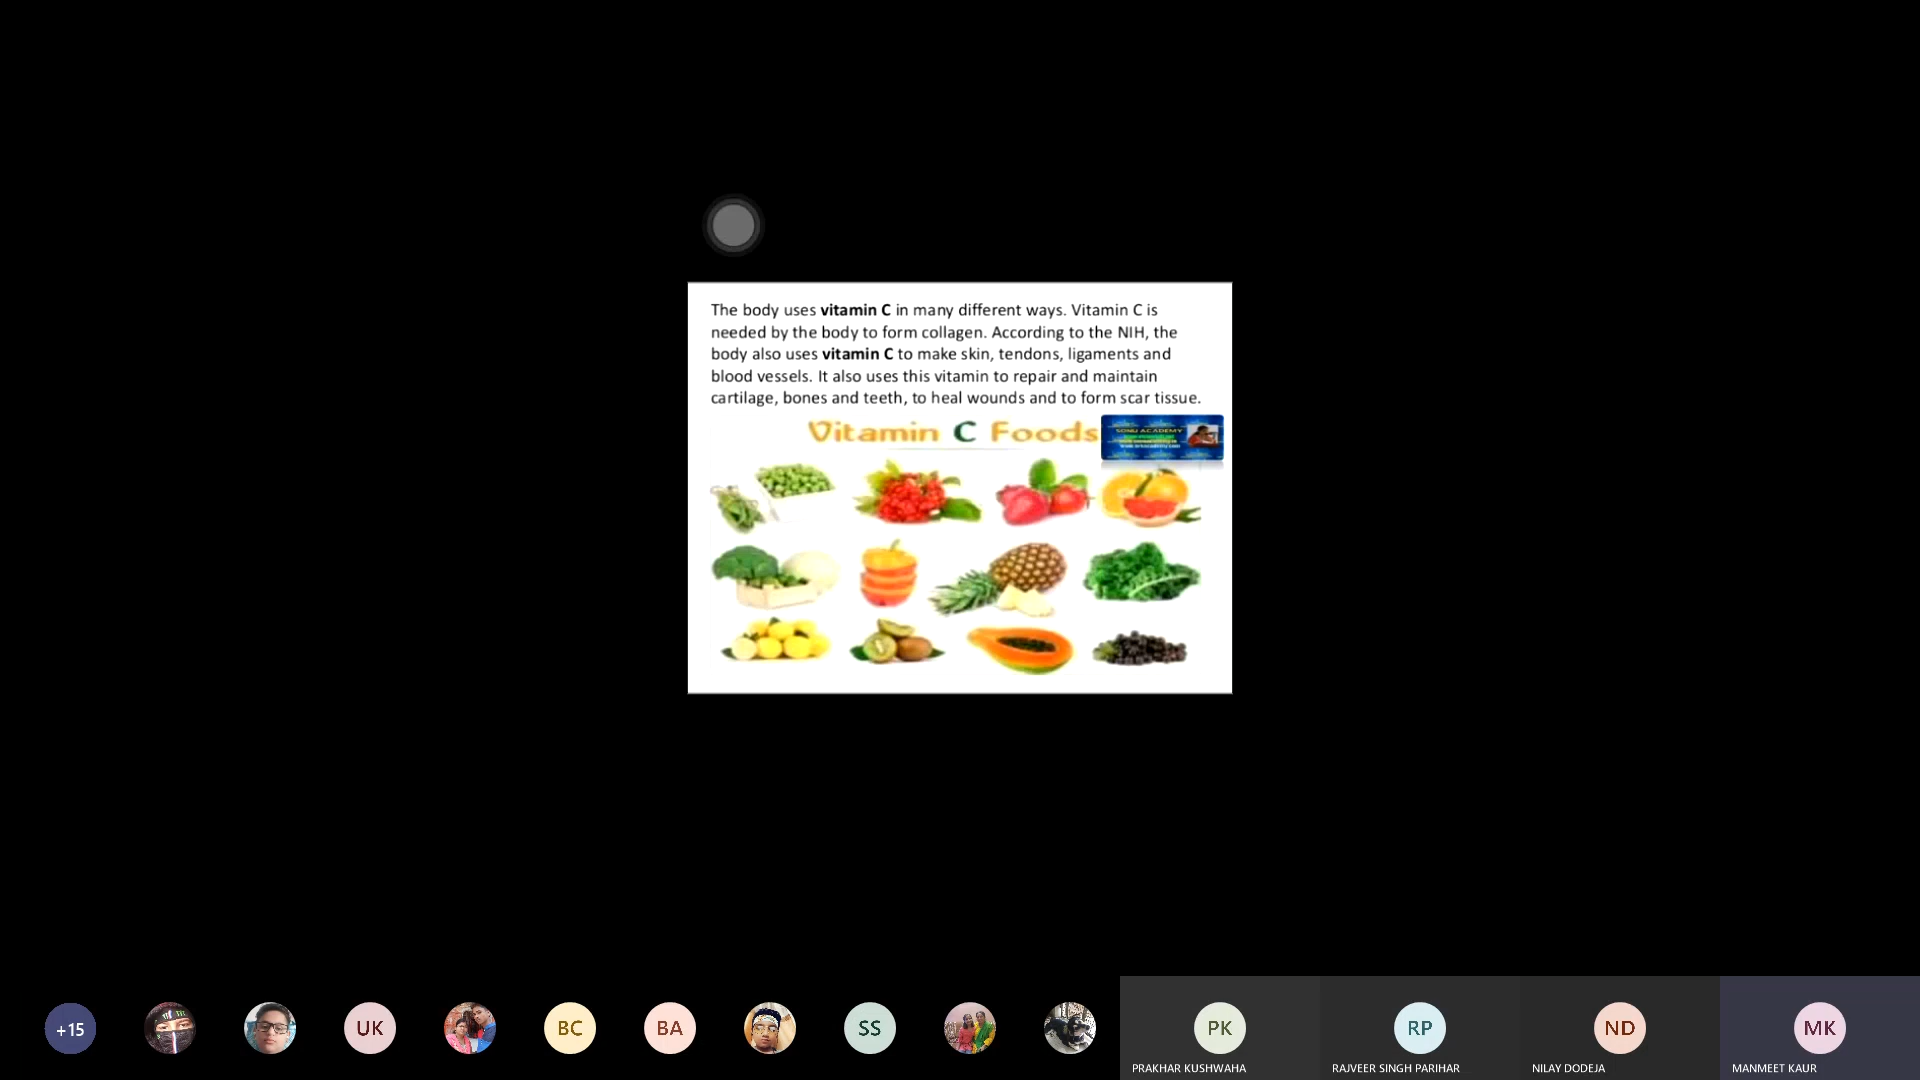 The body uses vitamin C in many different ways. Vitamin C is
needed by the body to form collagen. According to the NIH, the
body also uses vitamin C to make skin, tendons, ligaments and
blood vessels. It also uses this vitamin to repair and maintain
cartilage, bones and teeth, to heal wounds and to form scar tissue.
Vitamin C Foods
SONU ACADEMY
+15
UK
BC
BA
SS
PK
RP
ND
MK
PRAKHAR KUSHWAHA
RAJVEER SINGH PARIHAR
NILAY DODEJA
MANMEET KAUR